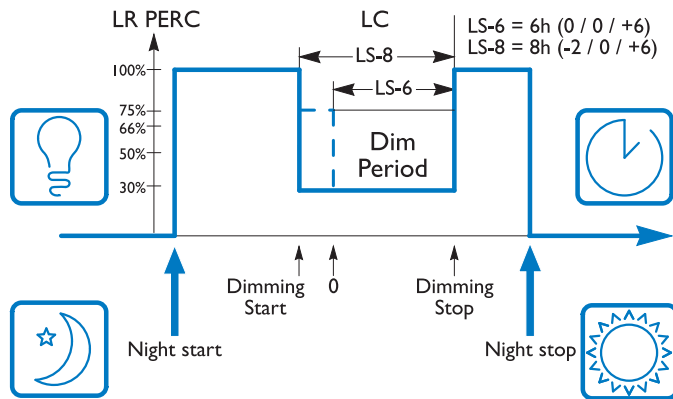 LR PERC
LC
LS-6 = 6h (0 / 0 / +6)
LS-8 = 8h (-2 / 0 / +6)
LS-8
100%
LS-6
75%
66%
50%
30%
Dim
Period
Dimming
Start
0
Dimming
Stop
Night start
Night stop